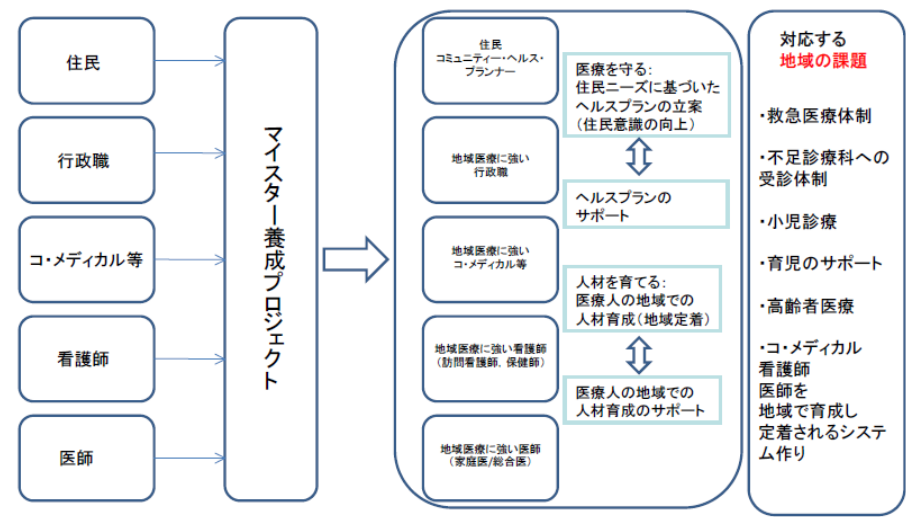 住民
行政職
コ・メディカル等
看護師
医師
マイスター養成プロジェクト
住民
コミュニティー・ヘルス・
プランナー
地域医療に強い
行政職
地域医療に強い
コ・メディカル等
地域医療に強い看護師
（訪問看護師，保健師）
地域医療に強い医師
（家庭医/総合医）
医療を守る：
住民ニーズに基づいた
ヘルスプランの立案
（住民意識の向上）
ヘルスプランの
サポート
人材を育てる：
医療人の地域での
人材育成（地域定着）
医療人の地域での
人材育成のサポート
対応する
地域の課題
・救急医療体制
・不足診療科への
受診体制
・小児診療
・育児のサポート
・高齢者医療
・コ・メディカル
看護師
医師を
地域で育成し
定着されるシステ
ム作り